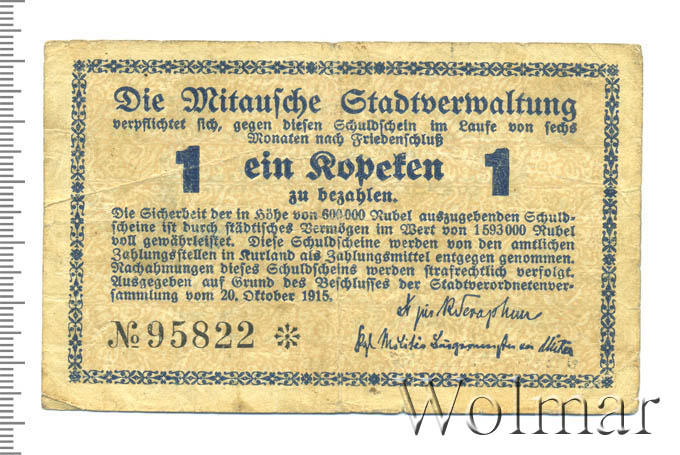 Die Mitausche Stadtverwaltung
verpflichtet sich, gegen diesen Schuldschein im Laufe von sechs
Monaten nach Friedenschluß
1 ein Kopeken 1
zu bezahlen.
Die Sicherheit der in Höhe von 600000 Rubel auszugebenden Schuld-
scheine ist durch städtisches Vermögen im Wert von 1593000 Rubel
voll gewährleistet. Diese Schuldscheine werden von den amtlichen
Zahlungsstellen in Kurland als Zahlungsmittel entgegen genommen.
Nachahmungen dieses Schuldscheins werden strafrechtlich verfolgt.
Ausgegeben auf Grund des Beschlusses der Stadtverordnetenver-
sammlung vom 20. Oktober 1915.
№ 95822 *
Wolmar